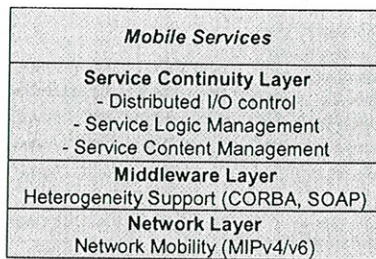 Mobile Services
Service Continuity Layer
- Distributed I/O control
- Service Logic Management
- Service Content Management
Middleware Layer
Heterogeneity Support (CORBA, SOAP)
Network Layer
Network Mobility (MIPv4/v6)